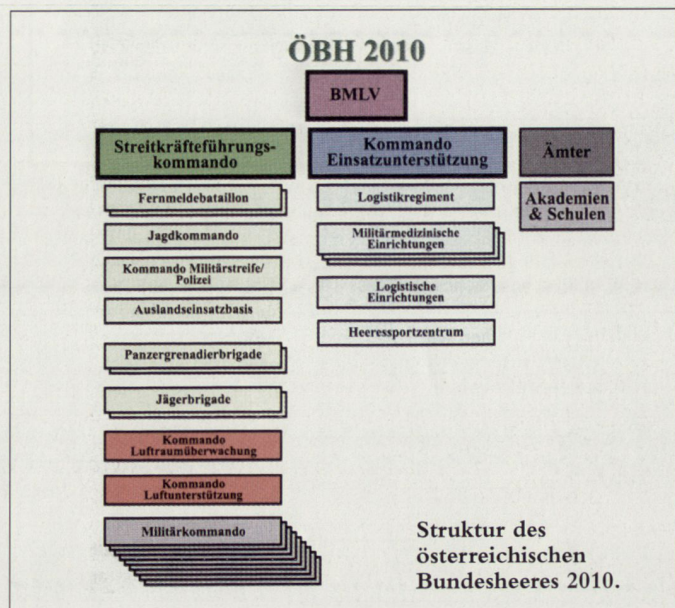 ÖBH 2010
BMLV
Streitkräfteführungs-
kommando
Fernmeldebataillon
Jagdkommando
Kommando Militärstreife/
Polizei
Auslandseinsatzbasis
Panzergrenadierbrigade
Jägerbrigade
Kommando
Luftraumüberwachung
Kommando
Luftunterstützung
Militärkommando
Kommando
Einsatzunterstützung
Logistikregiment
Militärmedizinische
Einrichtungen
Logistische
Einrichtungen
Heeressportzentrum
Ämter
Akademien
& Schulen
Struktur des
österreichischen
Bundesheeres 2010.